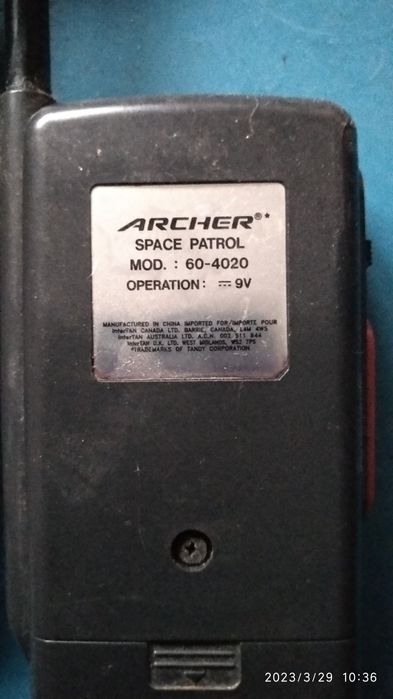 ARCHER®*
SPACE PATROL
MOD. : 60-4020
OPERATION: ⎓ 9V
MANUFACTURED IN CHINA IMPORTED FOR/IMPORTE POUR
InterTAN CANADA LTD. BARRIE, CANADA, L4M 4W5
InterTAN AUSTRALIA LTD. A.C.N. 002 511 944
InterTAN U.K. LTD. WEST MIDLANDS, WS2 7PS
*TRADEMARKS OF TANDY CORPORATION
2023/3/29 10:36